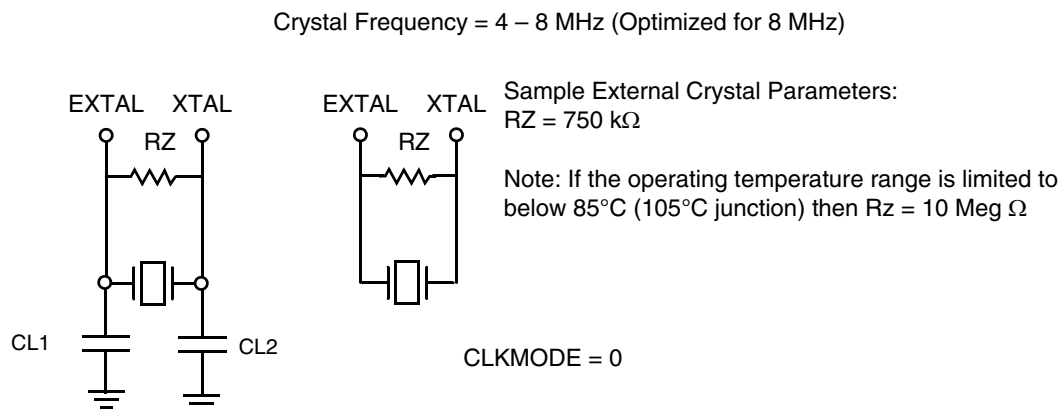 Crystal Frequency = 4 – 8 MHz (Optimized for 8 MHz)
EXTAL XTAL
RZ
EXTAL XTAL
RZ
Sample External Crystal Parameters:
RZ = 750 kΩ
Note: If the operating temperature range is limited to
below 85°C (105°C junction) then Rz = 10 Meg Ω
CL1
CL2
CLKMODE = 0